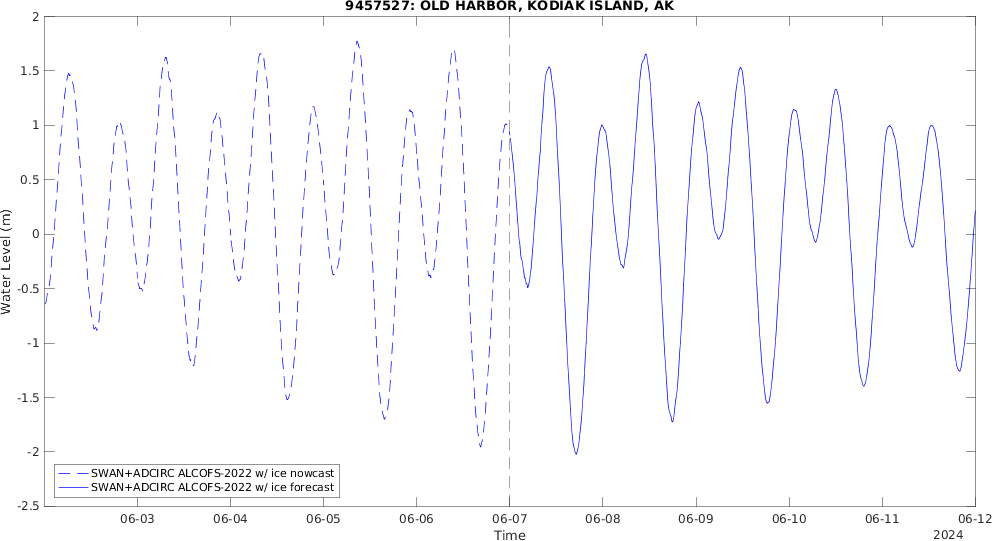 9457527: OLD HARBOR, KODIAK ISLAND, AK
2
1.5
1
0.5
0
-0.5
-1
-1.5
-2
-2.5
Water Level (m)
SWAN+ADCIRC ALCOFS-2022 w/ ice nowcast
SWAN+ADCIRC ALCOFS-2022 w/ ice forecast
06-03 06-04 06-05 06-06 06-07 06-08 06-09 06-10 06-11 06-12
Time
2024